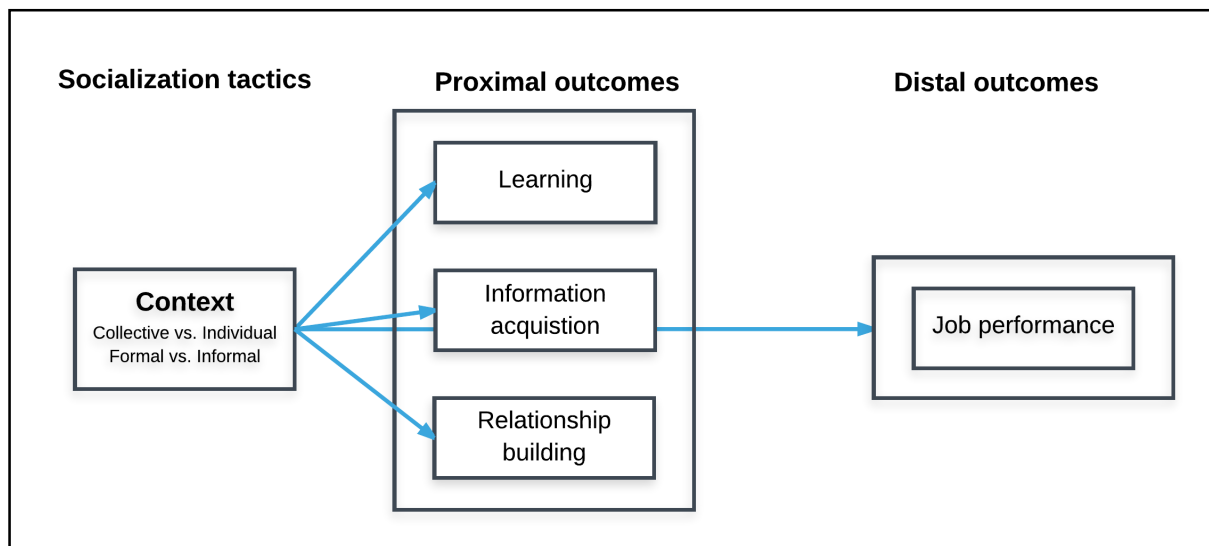 Socialization tactics
Proximal outcomes
Distal outcomes
Learning
Context
Collective vs. Individual
Formal vs. Informal
Information
acquistion
Job performance
Relationship
building